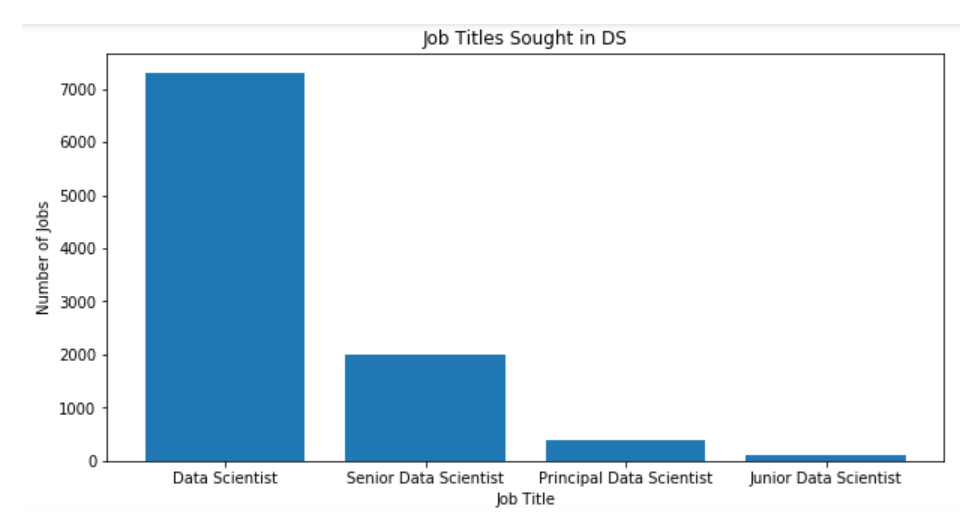 Job Titles Sought in DS
Number of Jobs
7000
6000
5000
4000
3000
2000
1000
0
Data Scientist
Senior Data Scientist
Principal Data Scientist
Junior Data Scientist
Job Title